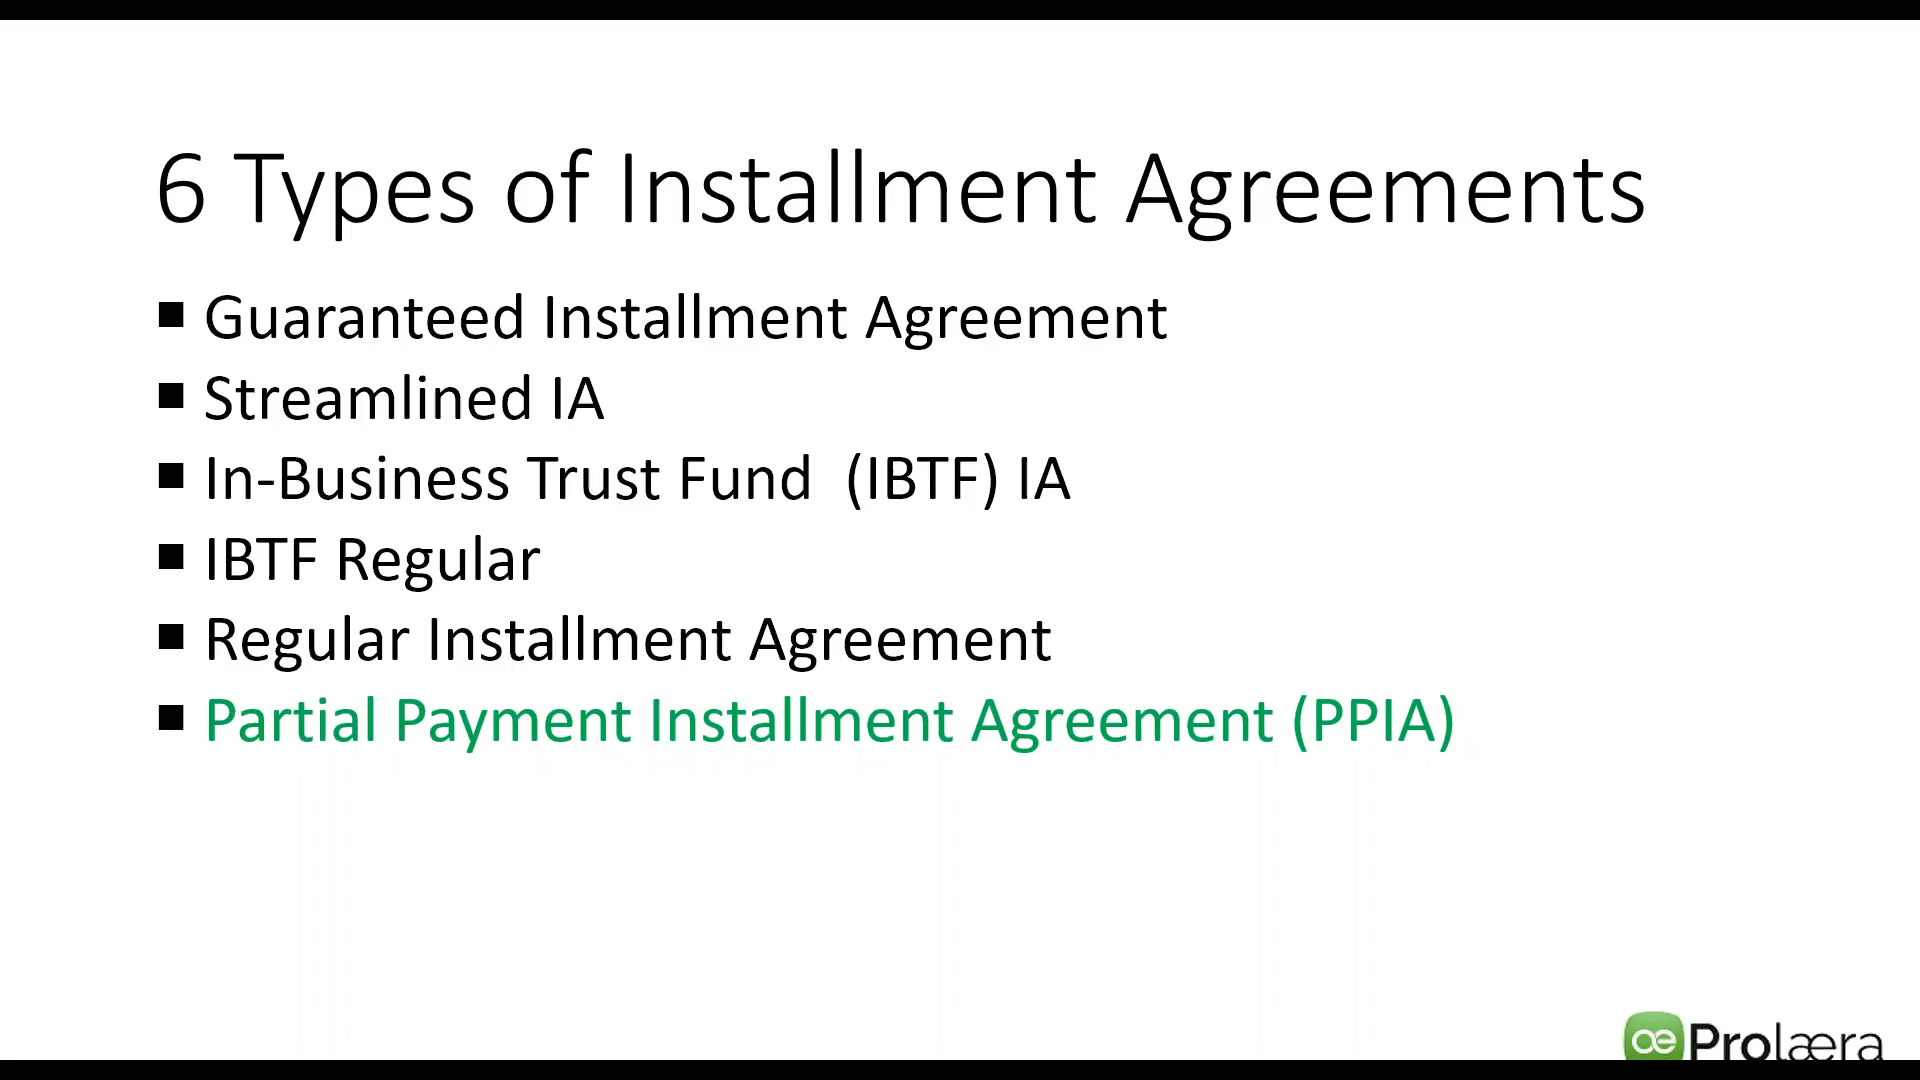 6 Types of Installment Agreements
▪ Guaranteed Installment Agreement
▪ Streamlined IA
▪ In-Business Trust Fund  (IBTF) IA
▪ IBTF Regular
▪ Regular Installment Agreement
▪ Partial Payment Installment Agreement (PPIA)
æ Prolæra